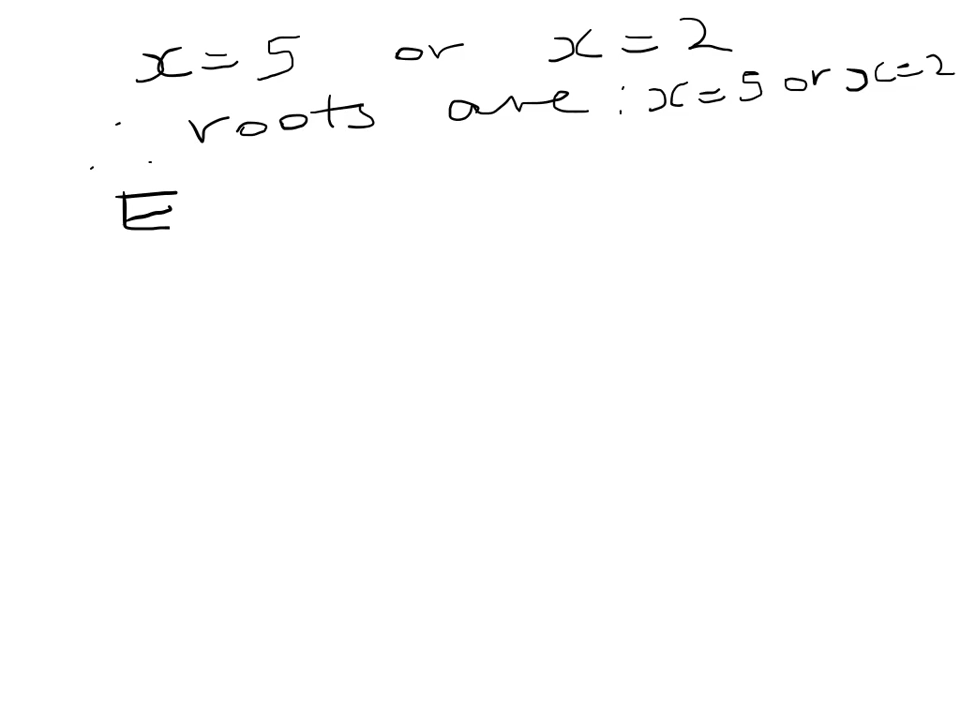 x = 5 or x = 2
∴ roots are : x = 5 or x = 2
E